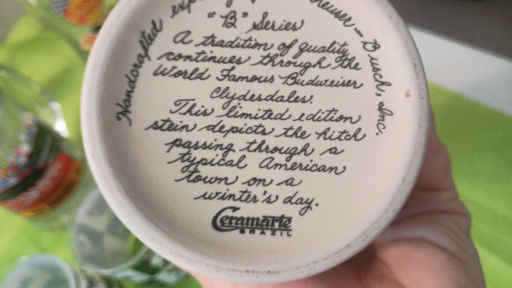 Handcrafted
Busch, Inc.
"B" Series
A tradition of quality
continues through the
World Famous Budweiser
Clydesdales.
This limited edition
stein depicts the hitch
passing through a
typical American
town on a
winter's day.
Ceramarte
BRAZIL